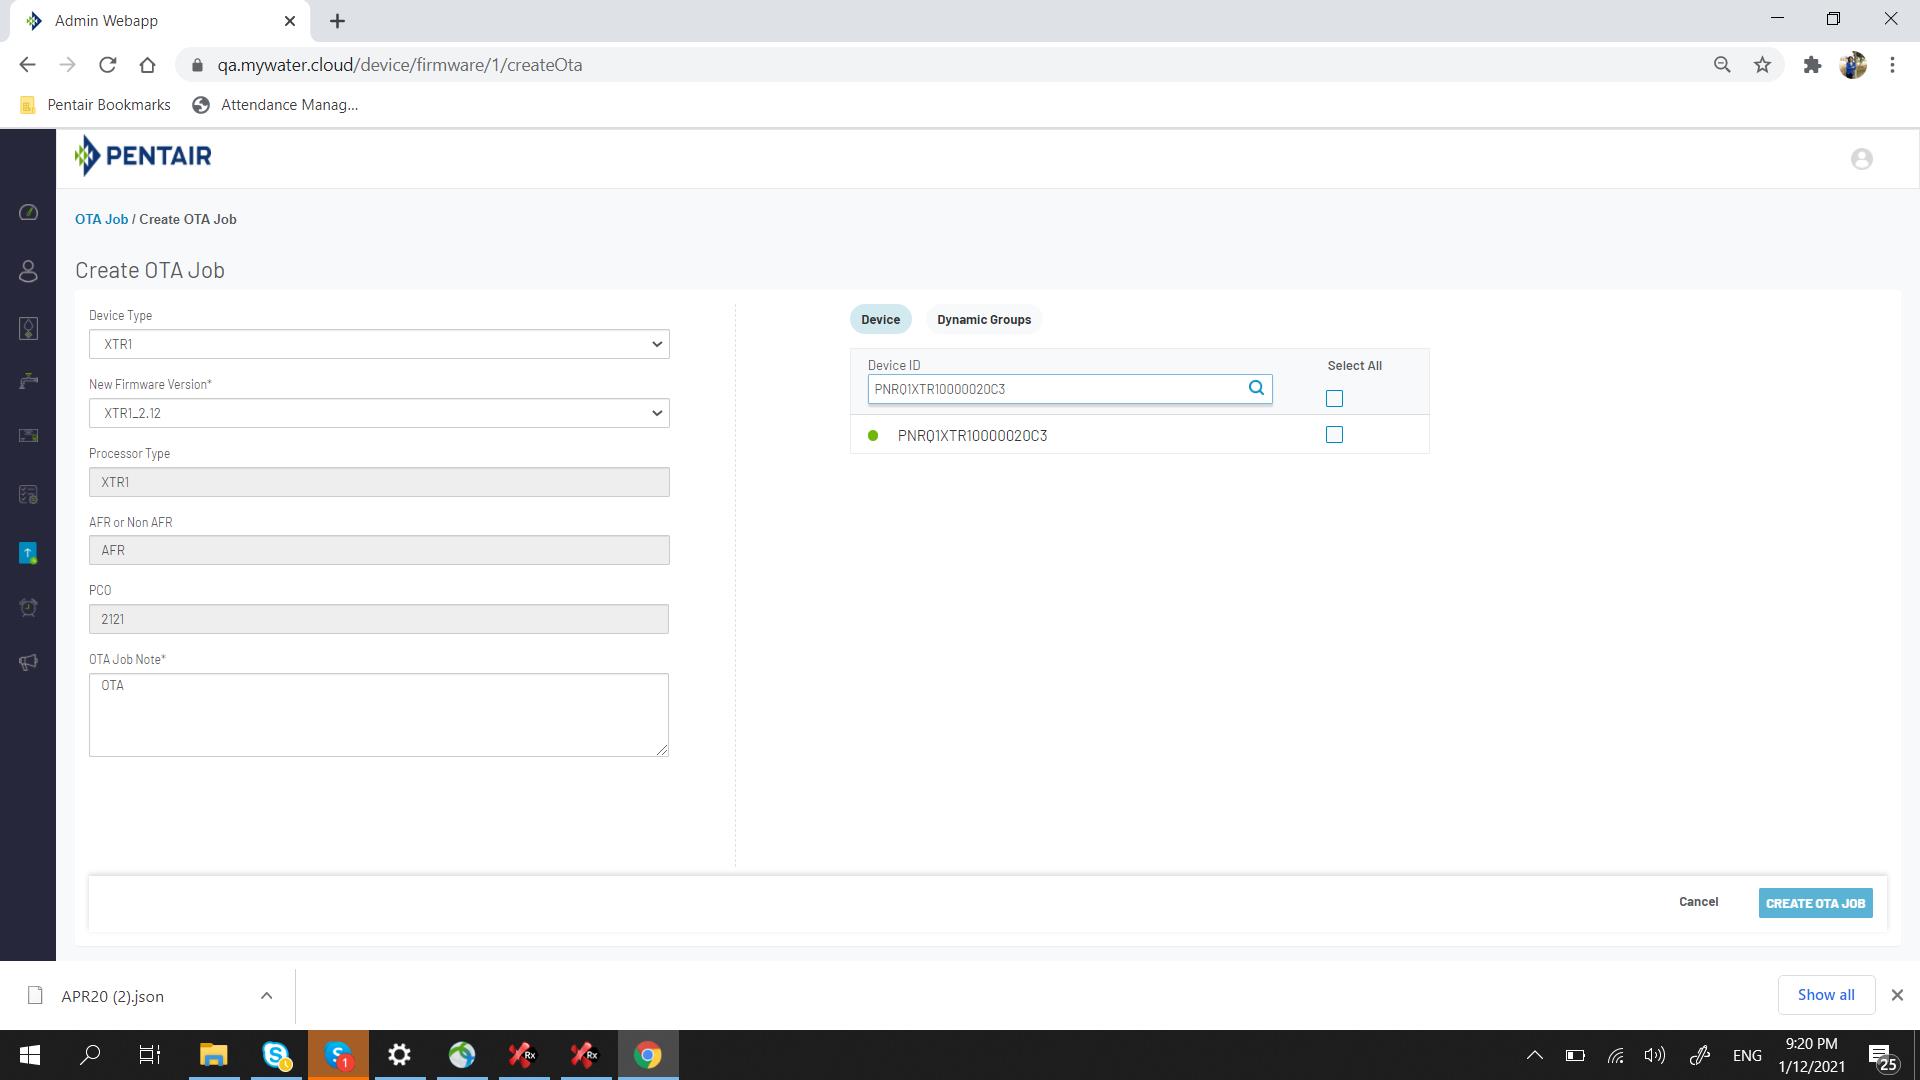 Admin Webapp
qa.mywater.cloud/device/firmware/1/createOta
Pentair Bookmarks
Attendance Manag...
PENTAIR
OTA Job / Create OTA Job
Create OTA Job
Device Type
XTR1
New Firmware Version*
XTR1_2.12
Processor Type
XTR1
AFR or Non AFR
AFR
PCO
2121
OTA Job Note*
OTA
Device
Dynamic Groups
Device ID
Select All
PNRQ1XTR10000020C3
PNRQ1XTR10000020C3
Cancel
CREATE OTA JOB
APR20 (2).json
Show all
S
S
1
Rx
Rx
ENG
9:20 PM
1/12/2021
25